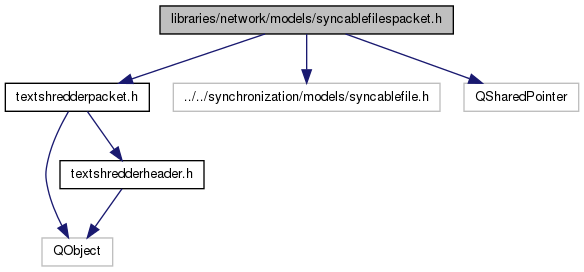 libraries/network/models/syncablefilespacket.h
textshredderpacket.h
../../synchronization/models/syncablefile.h
QSharedPointer
textshredderheader.h
QObject